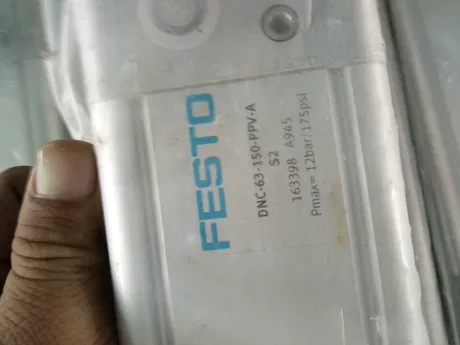 FESTO
DNC-63-150-PPV-A
S2
163398 A945
Pmax= 12bar/175psi